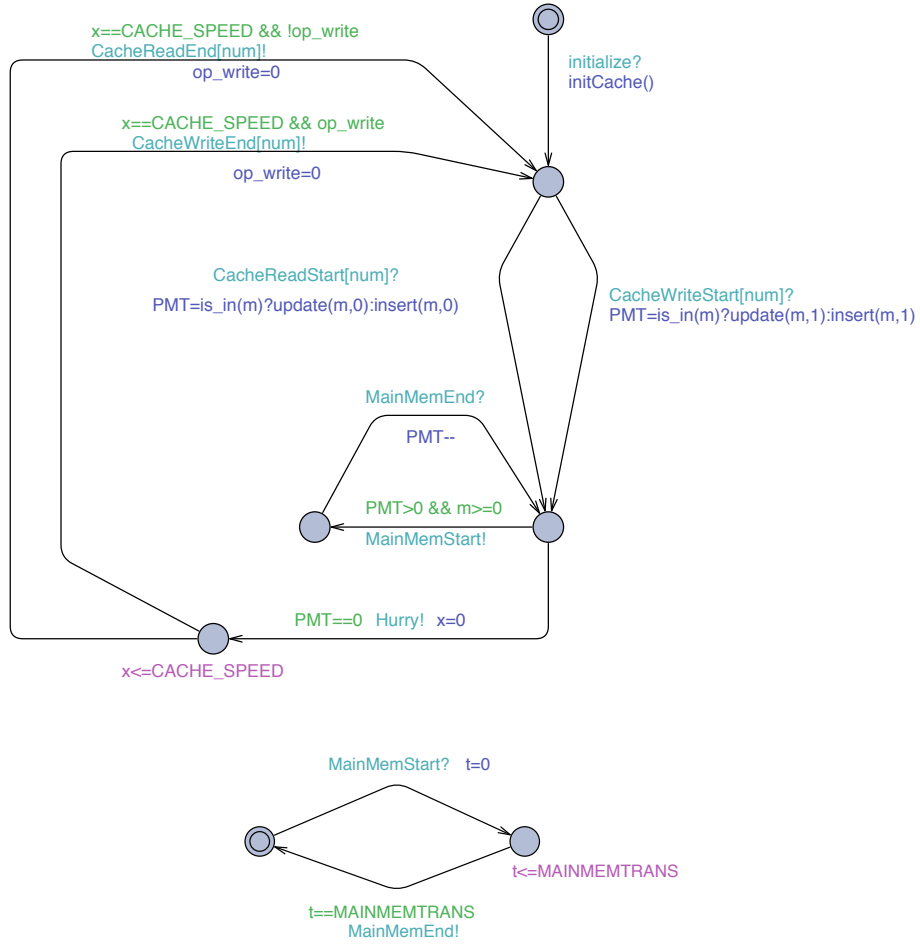 x==CACHE_SPEED && !op_write
CacheReadEnd[num]!
op_write=0
initialize?
initCache()
x==CACHE_SPEED && op_write
CacheWriteEnd[num]!
op_write=0
CacheReadStart[num]?
PMT=is_in(m)?update(m,0):insert(m,0)
CacheWriteStart[num]?
PMT=is_in(m)?update(m,1):insert(m,1)
MainMemEnd?
PMT--
PMT>0 && m>=0
MainMemStart!
PMT==0 Hurry! x=0
x<=CACHE_SPEED
MainMemStart? t=0
t<=MAINMEMTRANS
t==MAINMEMTRANS
MainMemEnd!